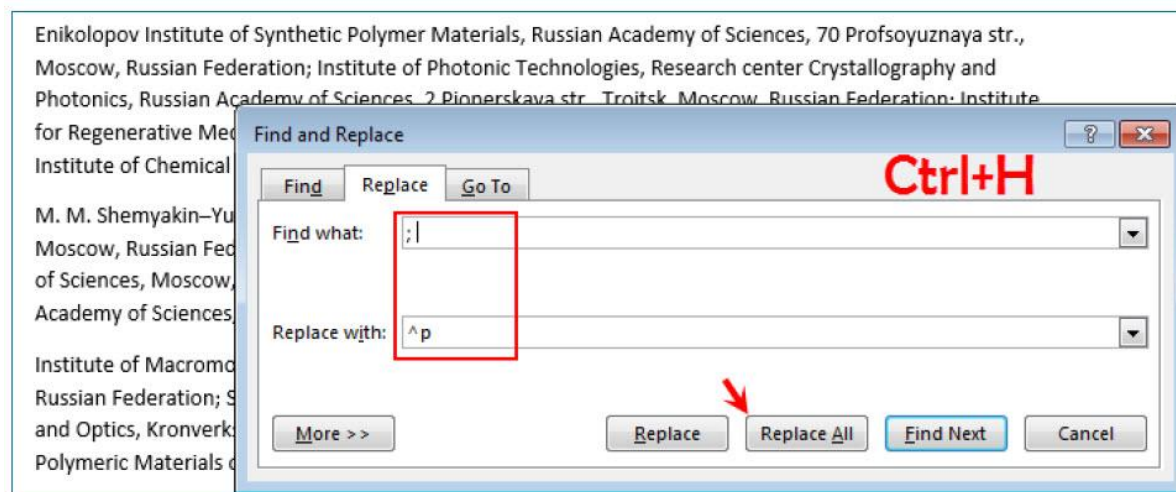 Enikolopov Institute of Synthetic Polymer Materials, Russian Academy of Sciences, 70 Profsoyuznaya str.,
Moscow, Russian Federation; Institute of Photonic Technologies, Research center Crystallography and
Photonics, Russian Academy of Sciences, 2 Pionerskaya str., Troitsk, Moscow, Russian Federation; Institute
for Regenerative Med
Institute of Chemical
M. M. Shemyakin–Yu
Moscow, Russian Fed
of Sciences, Moscow,
Academy of Sciences,
Institute of Macromo
Russian Federation; S
and Optics, Kronverks
Polymeric Materials o
Find and Replace
Ctrl+H
Find Replace Go To
Find what: ;
Replace with: ^p
More >> Replace Replace All Find Next Cancel